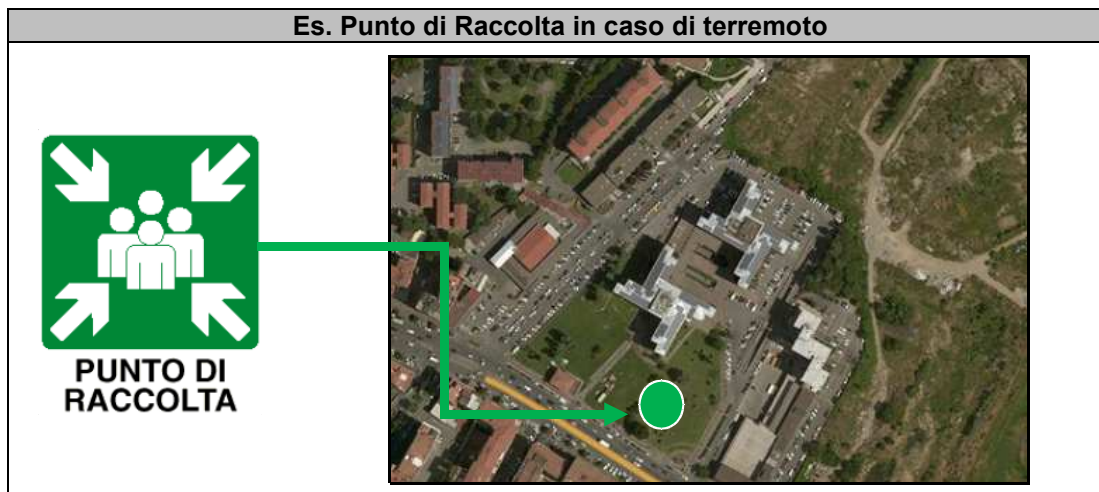 Es. Punto di Raccolta in caso di terremoto
PUNTO DI
RACCOLTA